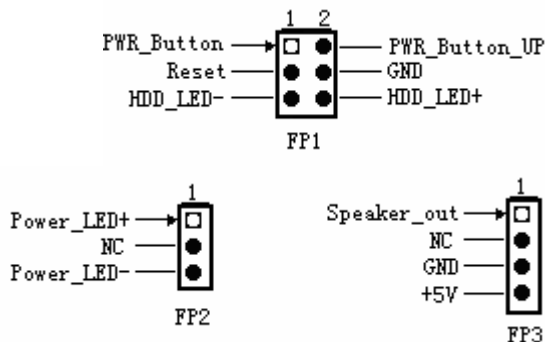 1 2
PWR_Button PWR_Button_UP
Reset GND
HDD_LED- HDD_LED+
FP1
1
Power_LED+
NC
Power_LED-
FP2
1
Speaker_out
NC
GND
+5V
FP3